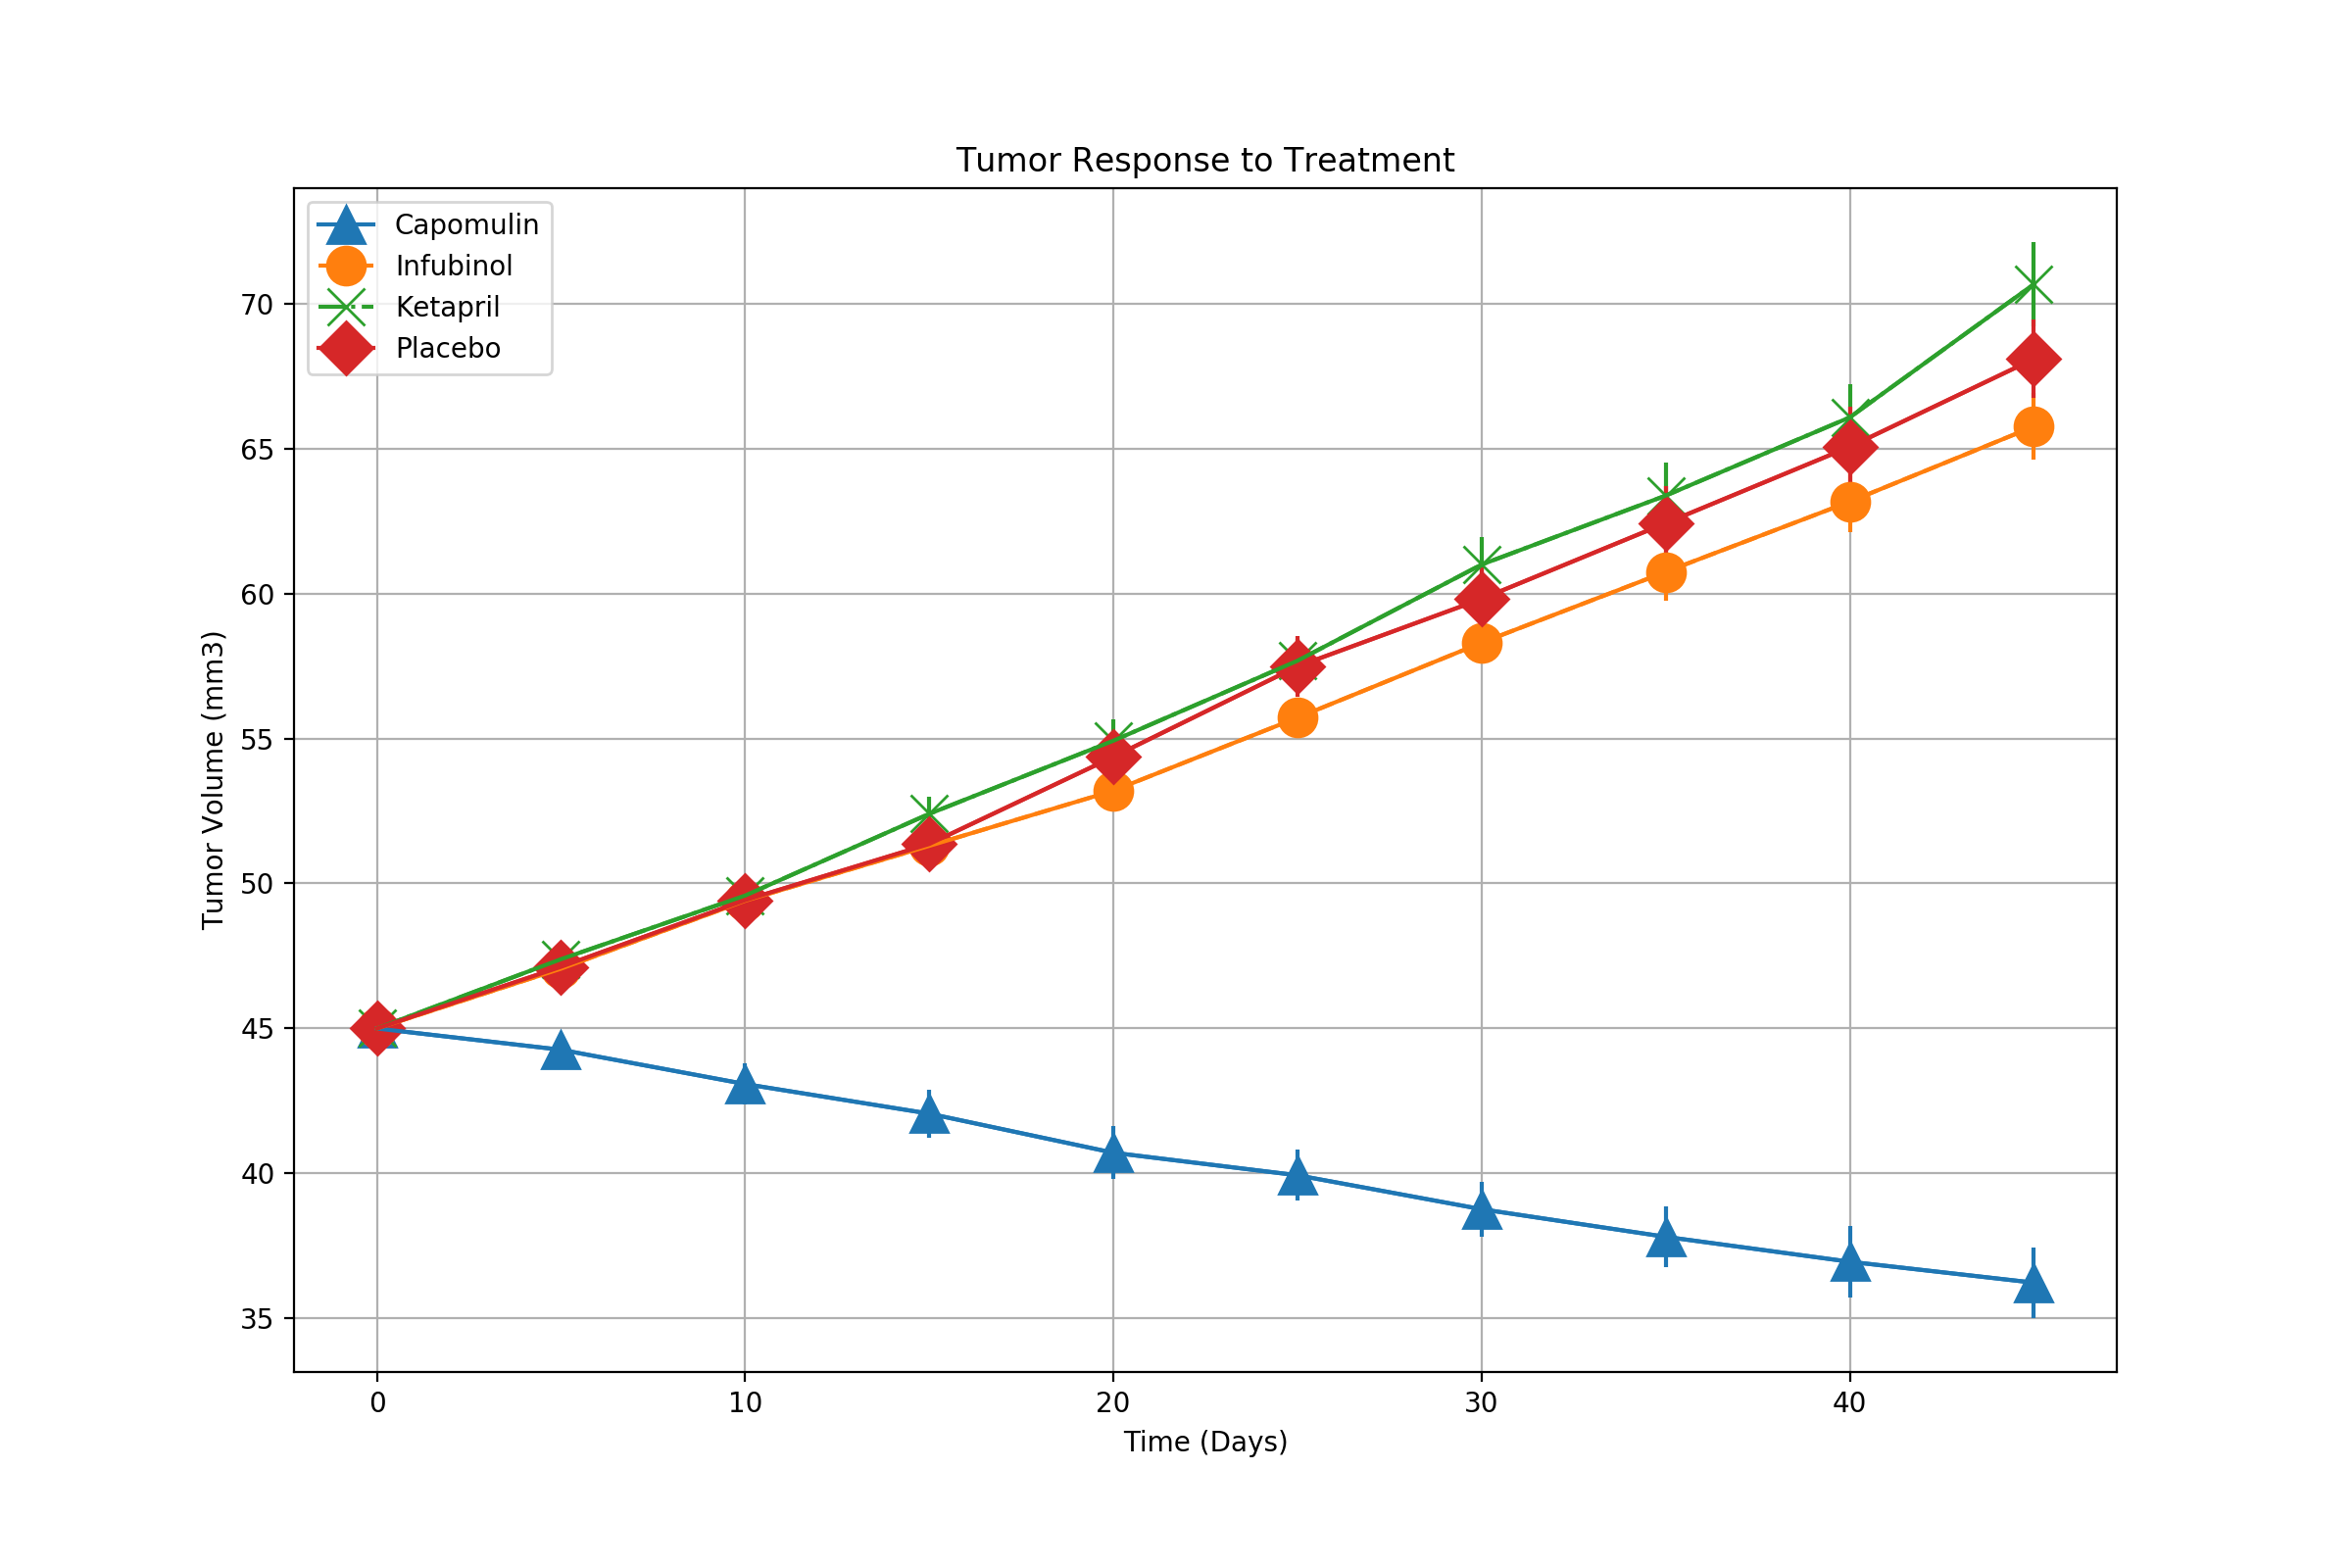 Tumor Response to Treatment
Capomulin
Infubinol
Ketapril
Placebo
Tumor Volume (mm3)
70
65
60
55
50
45
40
35
0 10 20 30 40
Time (Days)